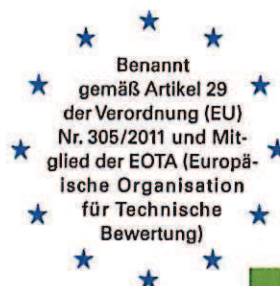 Benannt
gemäß Artikel 29
der Verordnung (EU)
Nr. 305/2011 und Mit-
glied der EOTA (Europä-
ische Organisation
für Technische
Bewertung)